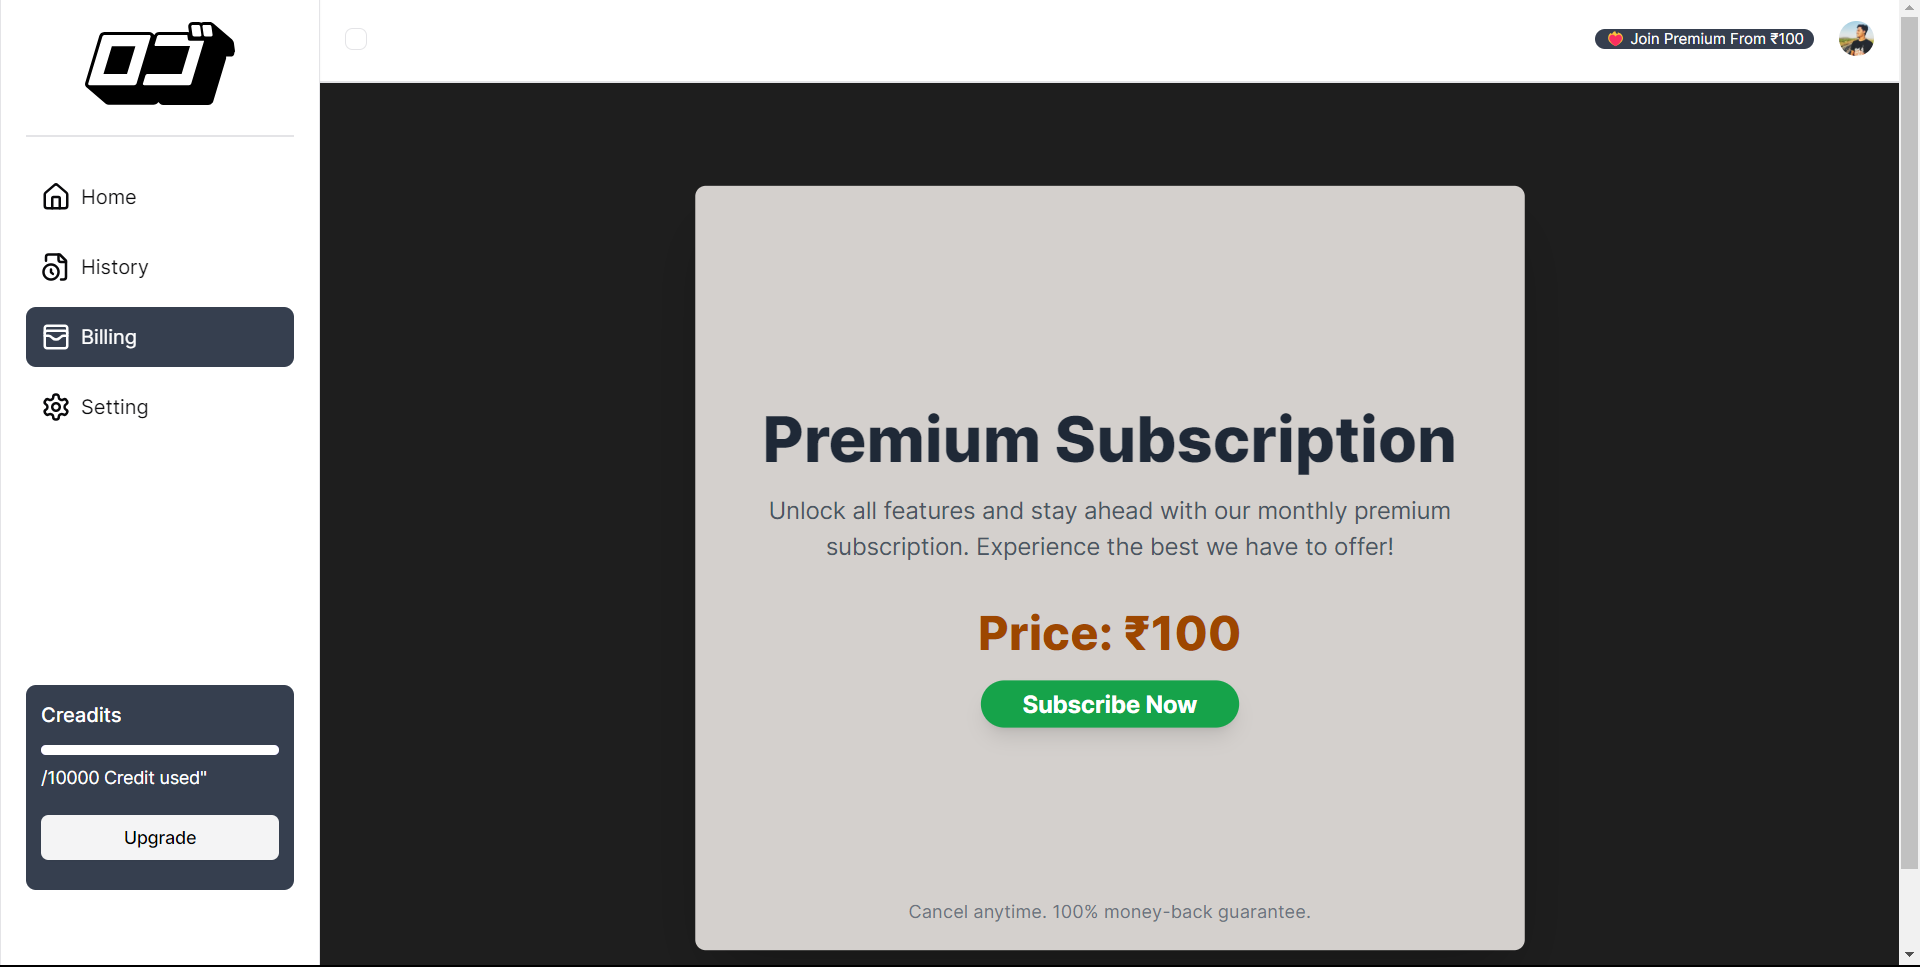 Join Premium From ₹100
Home
History
Billing
Setting
Creadits
/10000 Credit used"
Upgrade
Premium Subscription
Unlock all features and stay ahead with our monthly premium
subscription. Experience the best we have to offer!
Price: ₹100
Subscribe Now
Cancel anytime. 100% money-back guarantee.